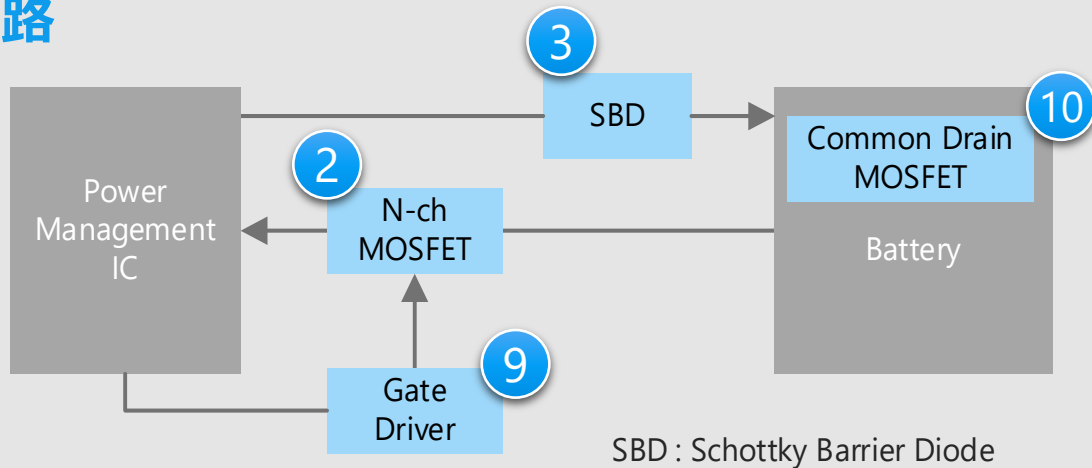 路
3
SBD
10
Common Drain
MOSFET
2
Power
Management
IC
N-ch
MOSFET
Battery
9
Gate
Driver
SBD : Schottky Barrier Diode